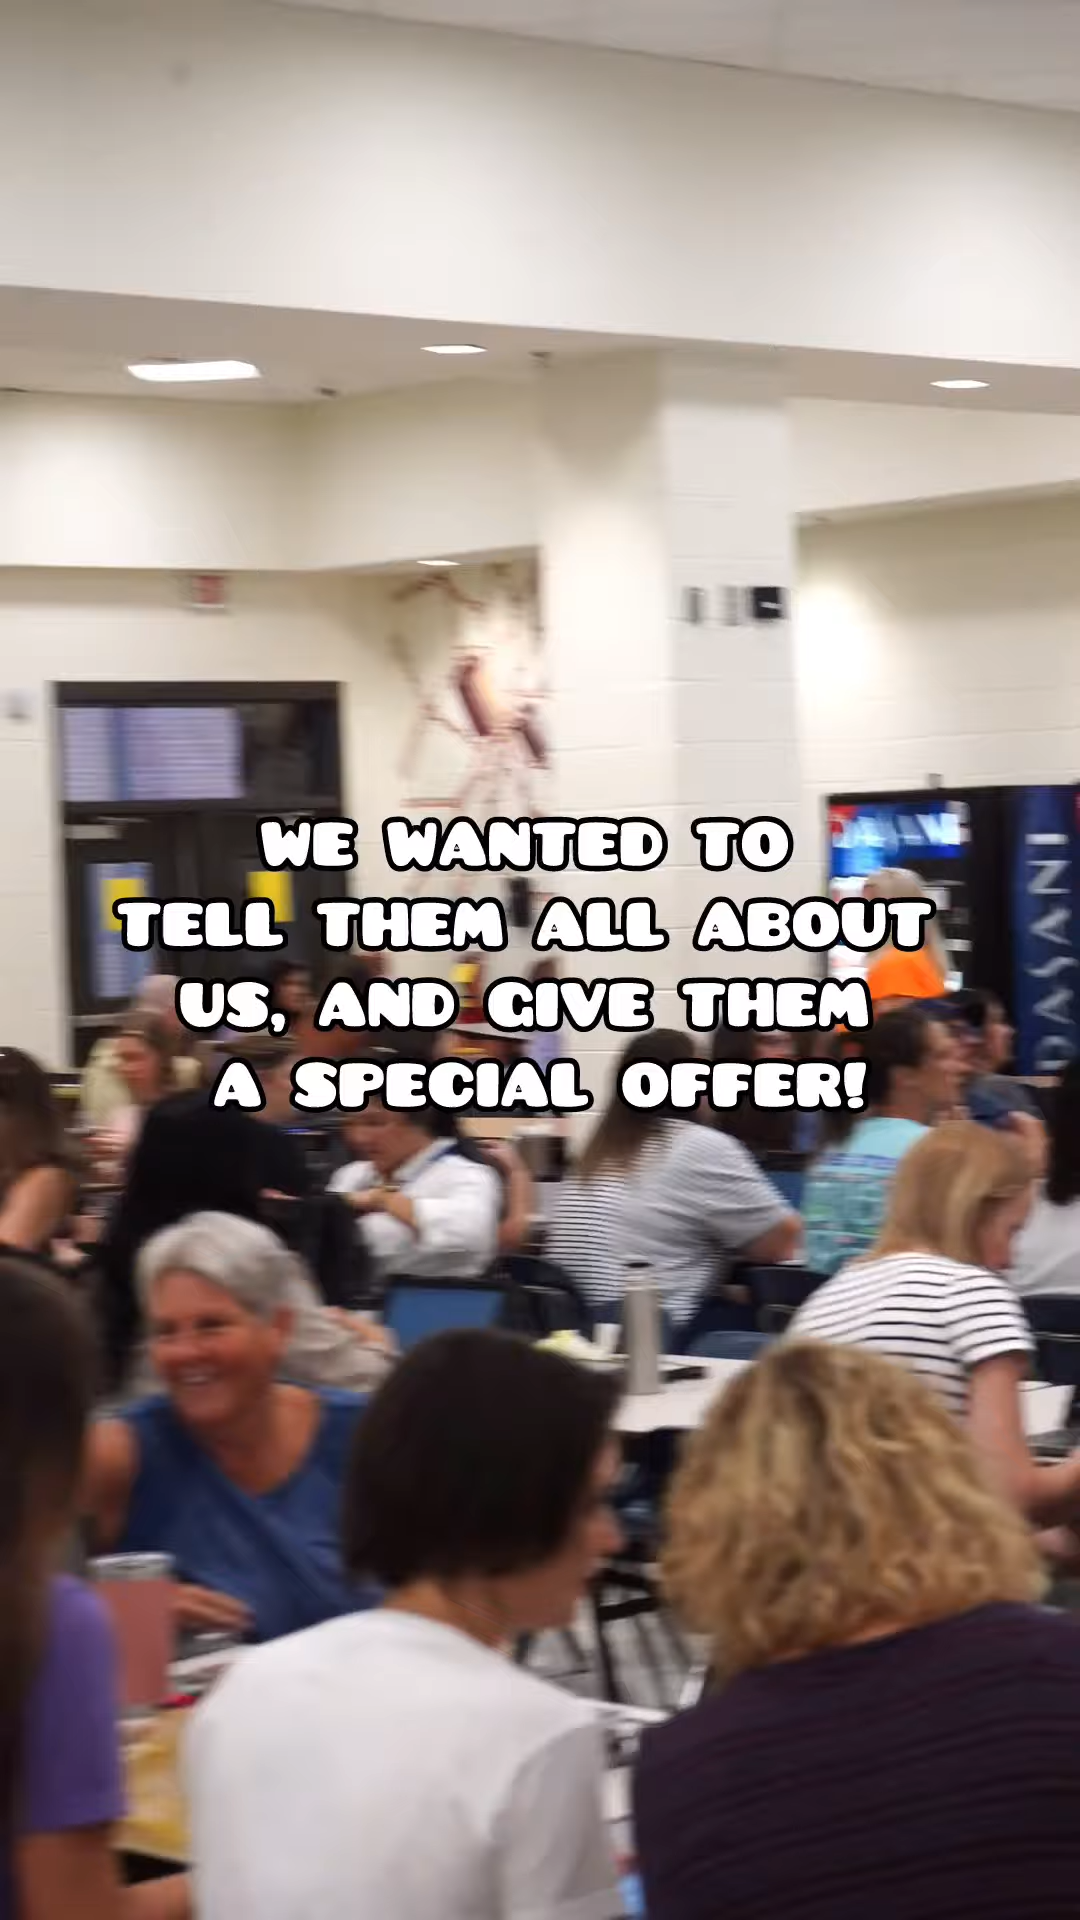 WE WANTED TO
TELL THEM ALL ABOUT
US, AND GIVE THEM
A SPECIAL OFFER!
DASANI